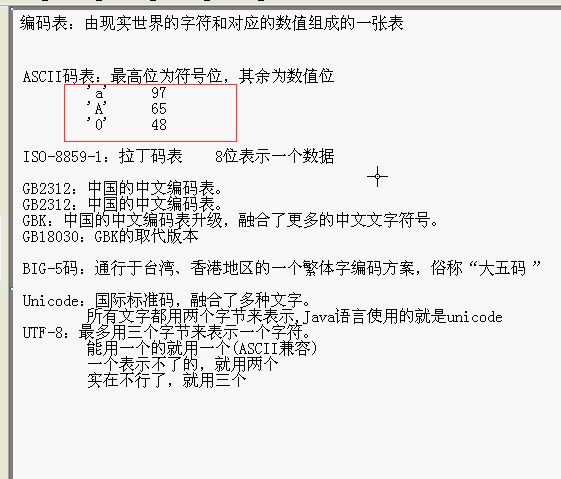 编码表：由现实世界的字符和对应的数值组成的一张表
ASCII码表：最高位为符号位，其余为数值位
'a' 97
'A' 65
'0' 48
ISO-8859-1：拉丁码表 8位表示一个数据
GB2312：中国的中文编码表。
GB2312：中国的中文编码表。
GBK：中国的中文编码表升级，融合了更多的中文文字符号。
GB18030：GBK的取代版本
BIG-5码：通行于台湾、香港地区的一个繁体字编码方案，俗称“大五码 ”
Unicode：国际标准码，融合了多种文字。
所有文字都用两个字节来表示,Java语言使用的就是unicode
UTF-8：最多用三个字节来表示一个字符。
能用一个的就用一个(ASCII兼容)
一个表示不了的，就用两个
实在不行了，就用三个